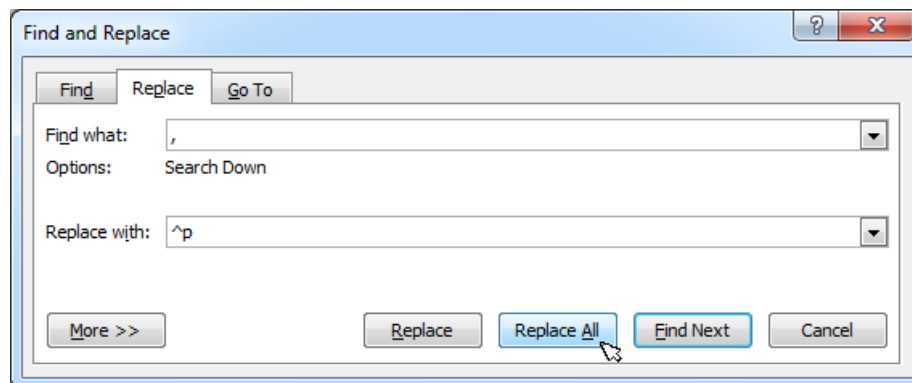 Find and Replace
? X
Find Replace Go To
Find what: ,
Options: Search Down
Replace with: ^p
More >> Replace Replace All Find Next Cancel